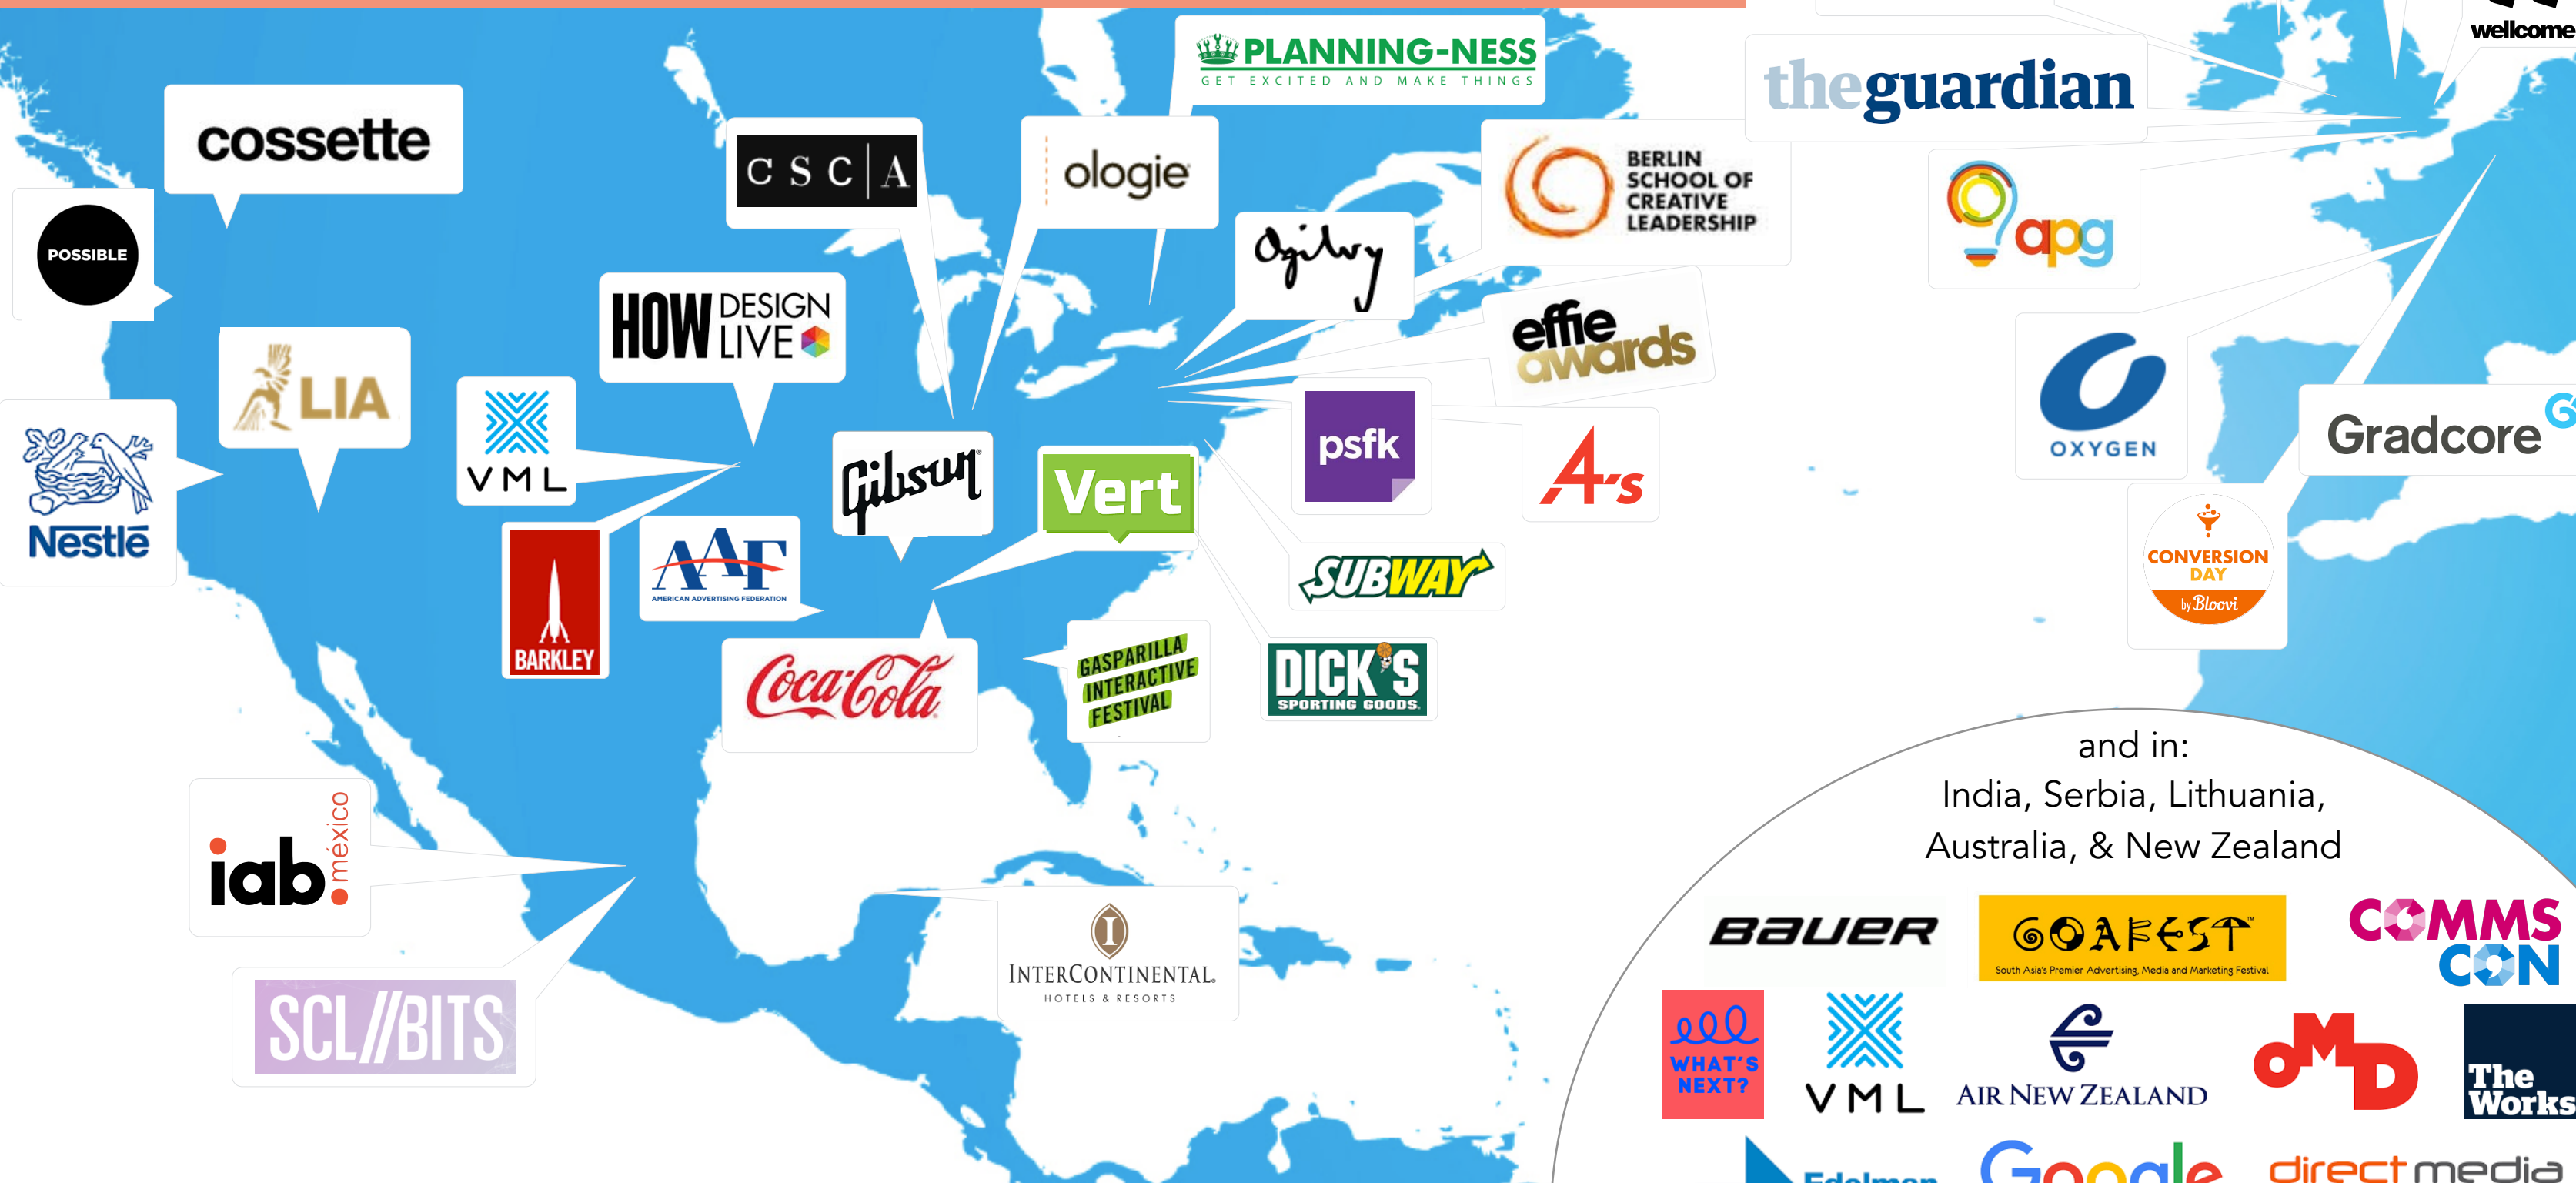 wellcome
PLANNING-NESS
GET EXCITED AND MAKE THINGS
theguardian
cossette
CSC|A
ologie
BERLIN
SCHOOL OF
CREATIVE
LEADERSHIP
apg
POSSIBLE
Ogilvy
HOW DESIGN
LIVE
effie
awards
LIA
VML
psfk
A's
OXYGEN
Gradcore
G
Nestlé
Gibson
Vert
CONVERSION
DAY
by Bloovi
BARKLEY
AAF
AMERICAN ADVERTISING FEDERATION
SUBWAY
Coca-Cola
GASPARILLA
INTERACTIVE
FESTIVAL
DICK'S
SPORTING GOODS.
iab.
méxico
INTERCONTINENTAL.
HOTELS & RESORTS
SCL//BITS
and in:
India, Serbia, Lithuania,
Australia, & New Zealand
BAUER
GOAFEST™
South Asia's Premier Advertising, Media and Marketing Festival
COMMS
CON
WHAT'S
NEXT?
VML
AIR NEW ZEALAND
OMD
The
Works
Edelman
Google
directmedia